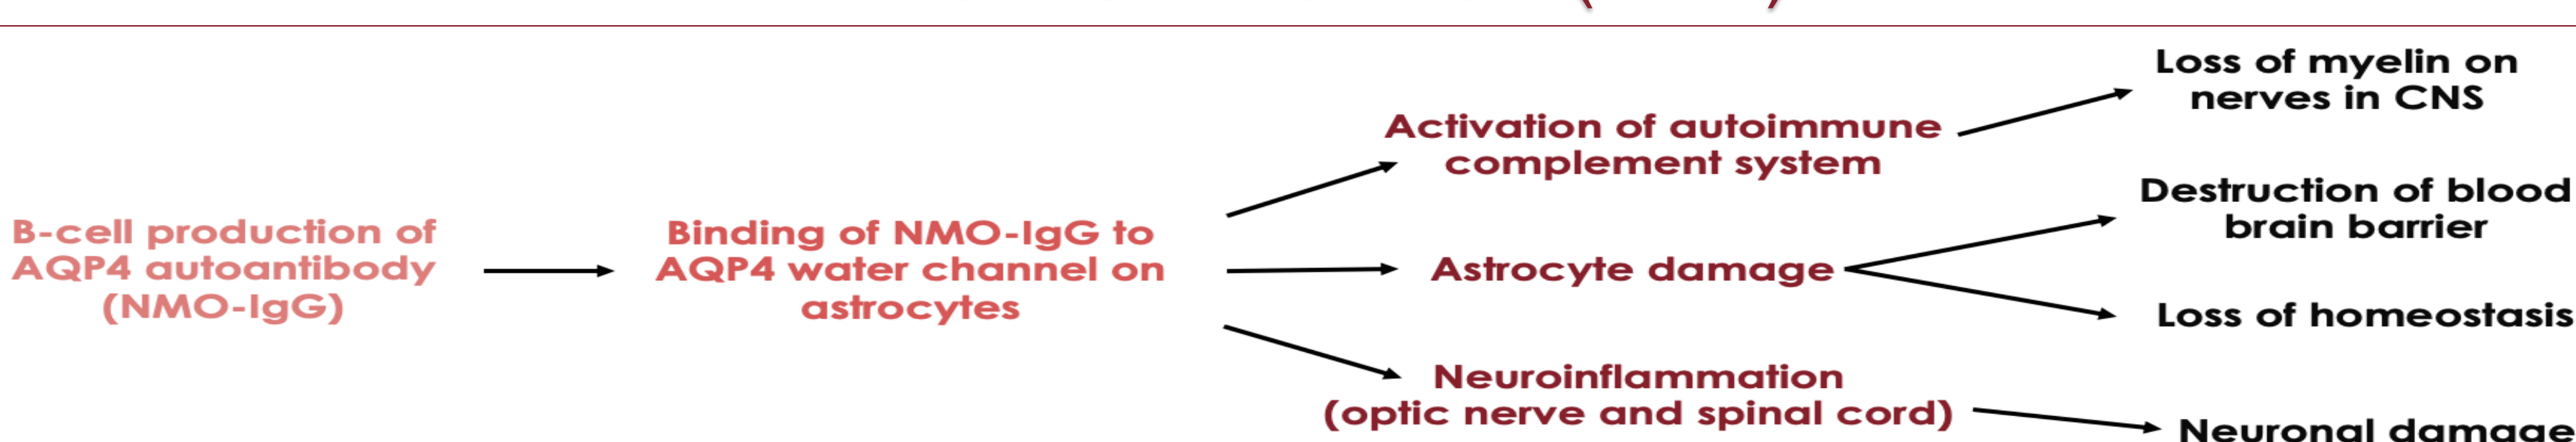 B-cell production of
AQP4 autoantibody
(NMO-IgG)
Binding of NMO-IgG to
AQP4 water channel on
astrocytes
Activation of autoimmune
complement system
Astrocyte damage
Neuroinflammation
(optic nerve and spinal cord)
Loss of myelin on
nerves in CNS
Destruction of blood
brain barrier
Loss of homeostasis
Neuronal damage